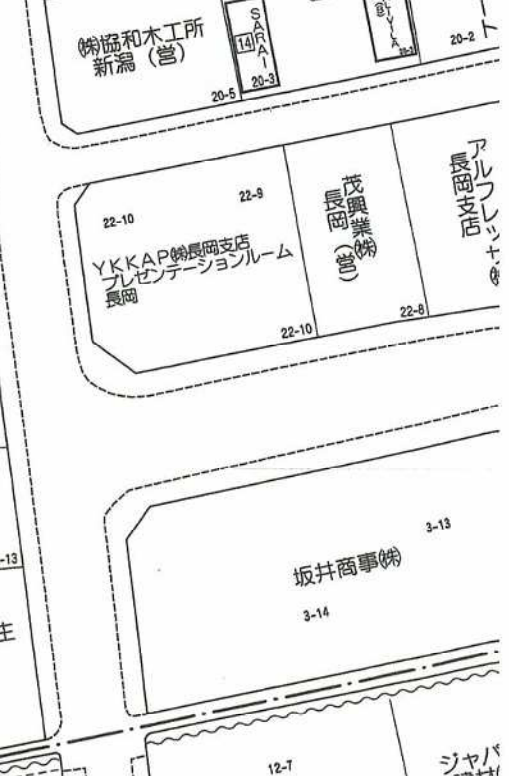 ㈱協和木工所
新潟（営）
20-5
SARAI
14
20-3
20-2
22-9
22-10
YKKAP㈱長岡支店
プレゼンテーションルーム
長岡
22-10
茂興業㈱
長岡（営）
22-8
アルフレッサ㈱
長岡支店
3-13
坂井商事㈱
3-14
-13
12-7
ジャパ